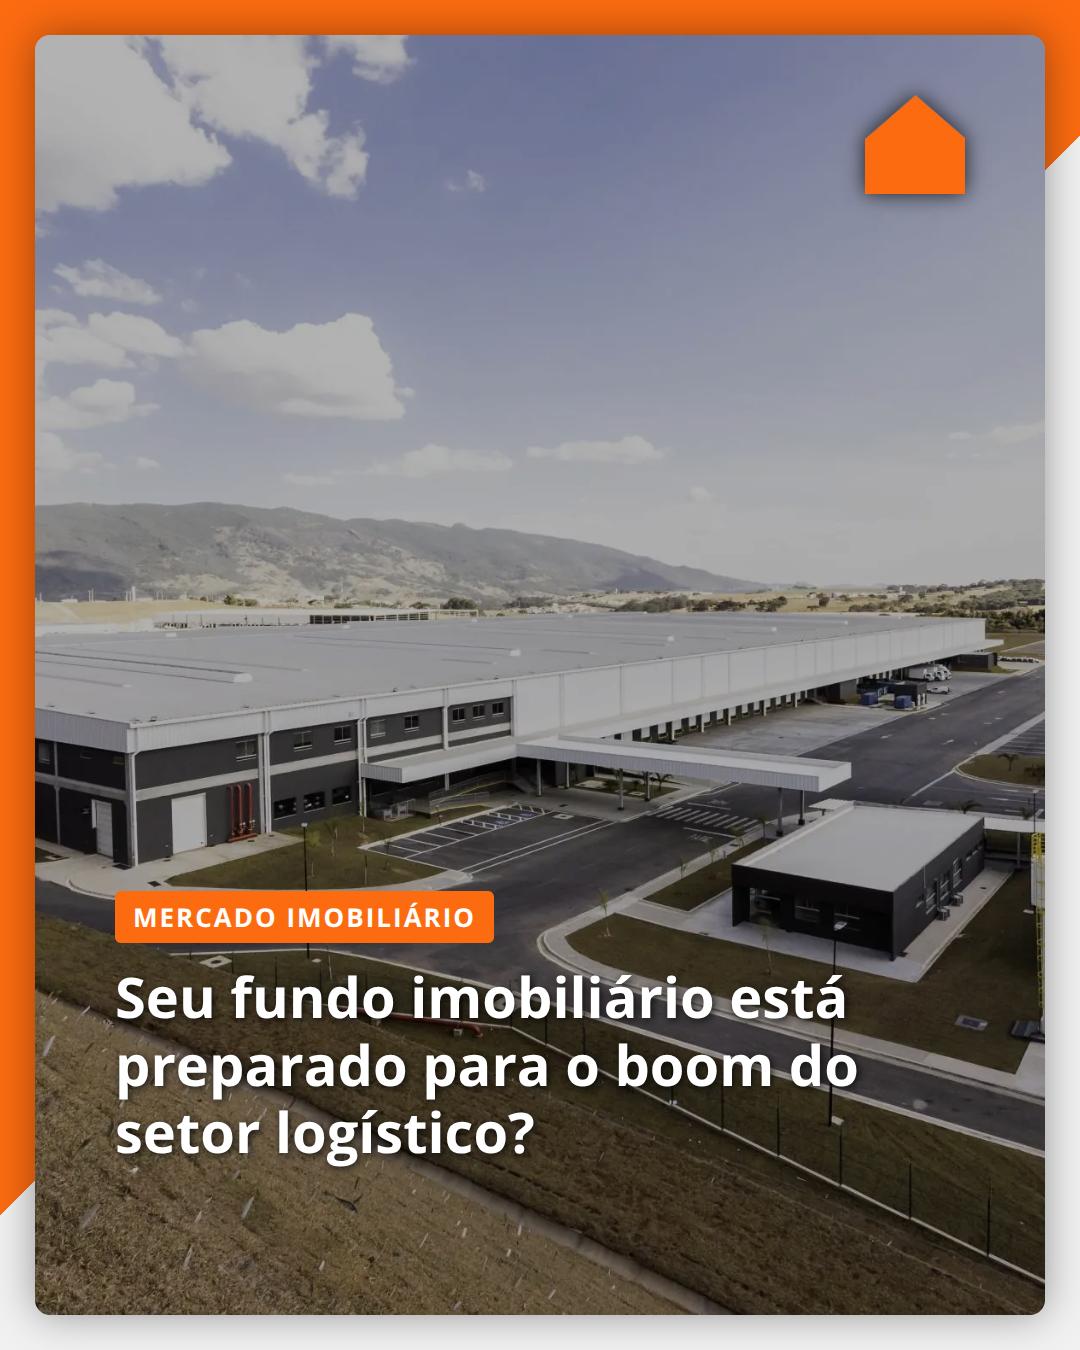 MERCADO IMOBILIÁRIO
Seu fundo imobiliário está
preparado para o boom do
setor logístico?